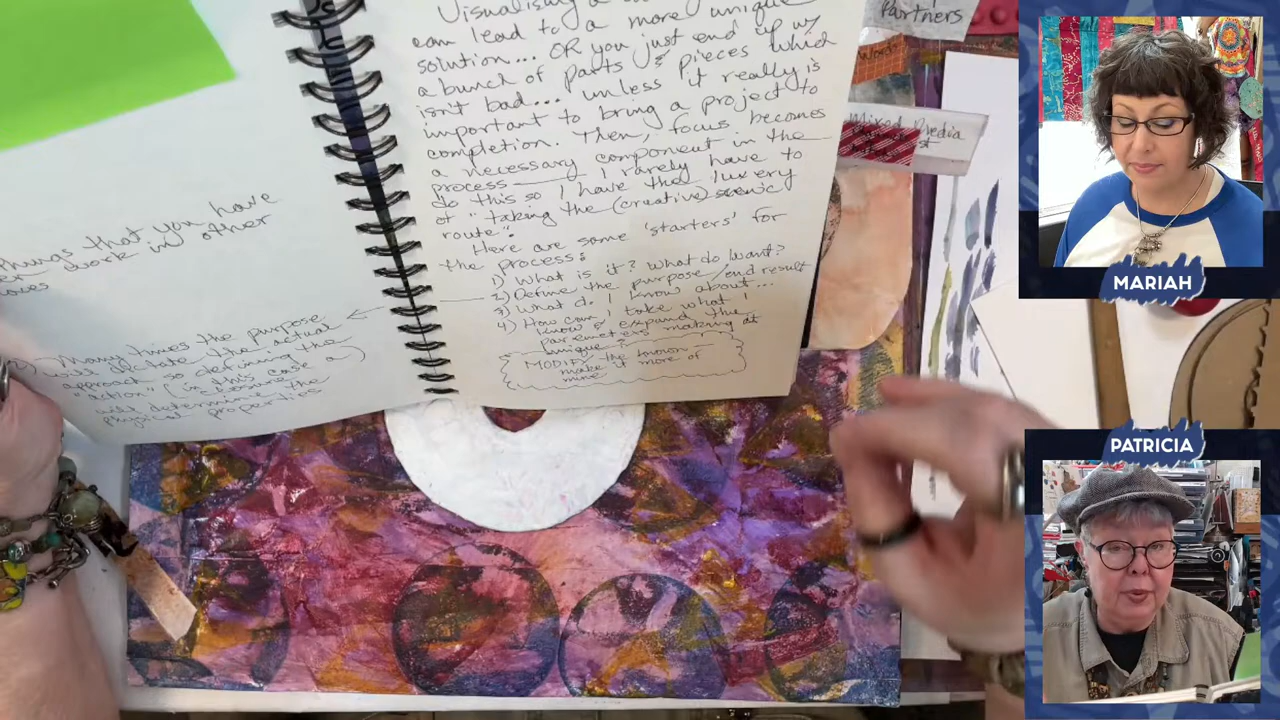 Visualising a
can lead to a more unique
solution... OR you just end up w/
a bunch of parts & pieces which
isn't bad... unless it really is
important to bring a project to
completion. Then, focus becomes
a necessary component in the
process I rarely have to
do this so I have the luxery
of "taking the (creative) scenic
route".
Here are some 'starters' for
the process:
1) What is it? What do I want?
2) Define the purpose/end result
3) What do I know about...
4) How can I take what I
know & expand the
paremeters making it
unique?
MODIFY the known
make it more of
mine
things that you have
work in other
2) Many times the purpose
will dictate the actual
approach so defining the
"action" (in this case
will determine the
physical properties
Partners
Words
Mixed Media
MARIAH
PATRICIA